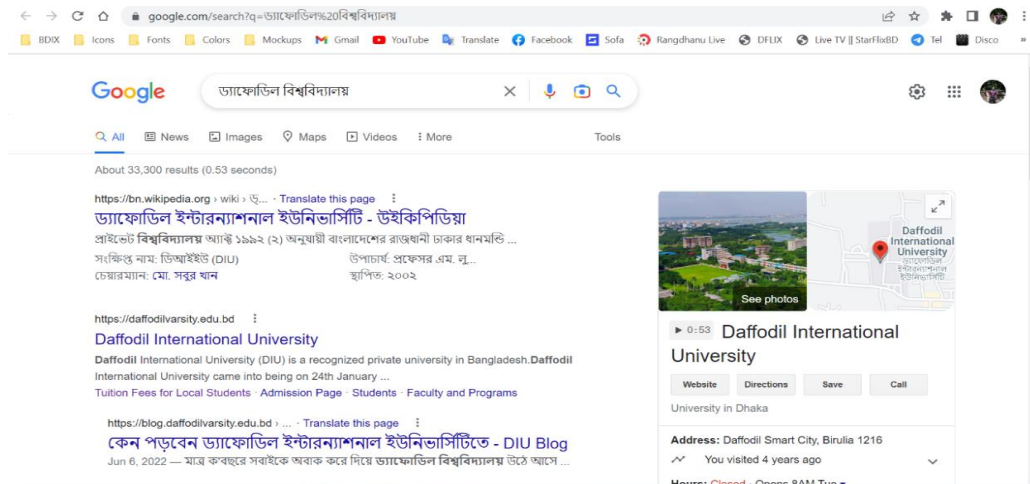 google.com/search?q=ড্যাফোডিল%20বিশ্ববিদ্যালয়
BDIX Icons Fonts Colors Mockups Gmail YouTube Translate Facebook Sofa Rangdhanu Live DFLIX Live TV || StarFlixBD Tel Disco »
Google ড্যাফোডিল বিশ্ববিদ্যালয়
All News Images Maps Videos More Tools
About 33,300 results (0.53 seconds)
https://bn.wikipedia.org › wiki › ড্... · Translate this page
ড্যাফোডিল ইন্টারন্যাশনাল ইউনিভার্সিটি - উইকিপিডিয়া
প্রাইভেট বিশ্ববিদ্যালয় অ্যাক্ট ১৯৯২ (২) অনুযায়ী বাংলাদেশের রাজধানী ঢাকার ধানমন্ডি ...
সংক্ষিপ্ত নাম: ডিআইইউ (DIU) উপাচার্য: প্রফেসর এম. লু...
চেয়ারম্যান: মো. সবুর খান স্থাপিত: ২০০২
https://daffodilvarsity.edu.bd
Daffodil International University
Daffodil International University (DIU) is a recognized private university in Bangladesh.Daffodil
International University came into being on 24th January ...
Tuition Fees for Local Students · Admission Page · Students · Faculty and Programs
https://blog.daffodilvarsity.edu.bd › ... · Translate this page
কেন পড়বেন ড্যাফোডিল ইন্টারন্যাশনাল ইউনিভার্সিটিতে - DIU Blog
Jun 6, 2022 — মাত্র ক'বছরে সবাইকে অবাক করে দিয়ে ড্যাফোডিল বিশ্ববিদ্যালয় উঠে আসে ...
See photos
Daffodil
International
University
ড্যাফোডিল
ইন্টারন্যাশনাল
ইউনিভার্সিটি
0:53 Daffodil International
University
Website Directions Save Call
University in Dhaka
Address: Daffodil Smart City, Birulia 1216
You visited 4 years ago
Hours: Closed · Opens 8AM Tue